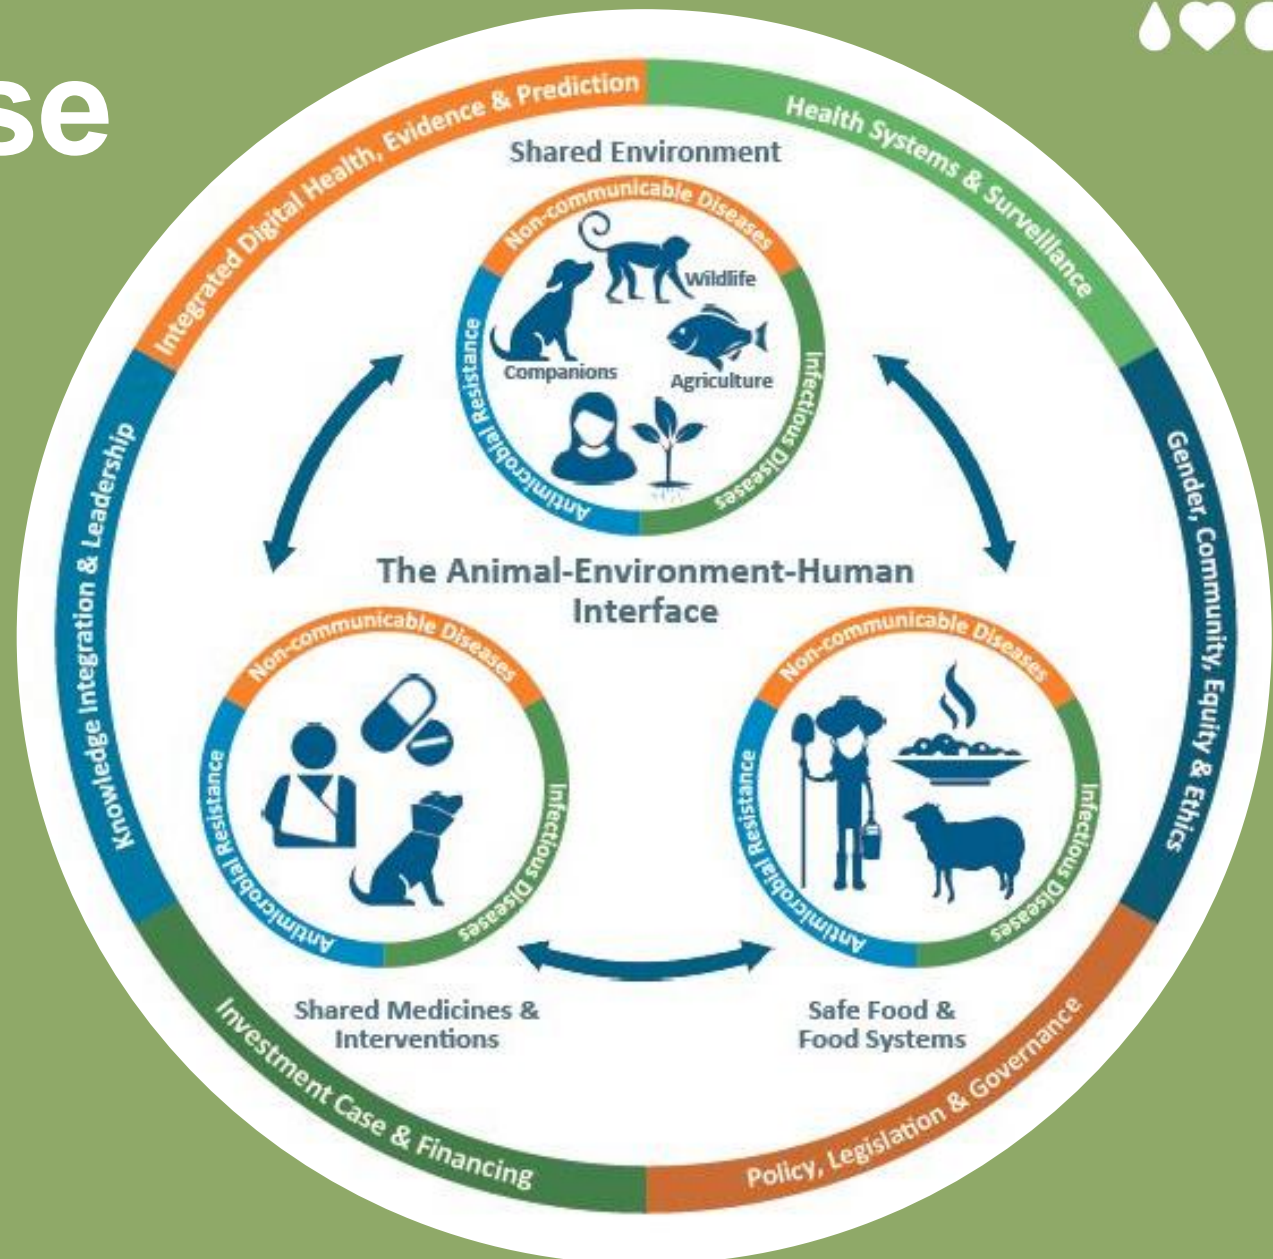 se
Integrated Digital Health, Evidence & Prediction
Health Systems & Surveillance
Shared Environment
Non-communicable Diseases
Wildlife
Companions
Agriculture
Antimicrobial Resistance
Infectious Diseases
Knowledge Integration & Leadership
Gender, Community, Equity & Ethics
The Animal-Environment-Human
Interface
Non-communicable Diseases
Antimicrobial Resistance
Infectious Diseases
Non-communicable Diseases
Antimicrobial Resistance
Infectious Diseases
Shared Medicines &
Interventions
Safe Food &
Food Systems
Investment Case & Financing
Policy, Legislation & Governance